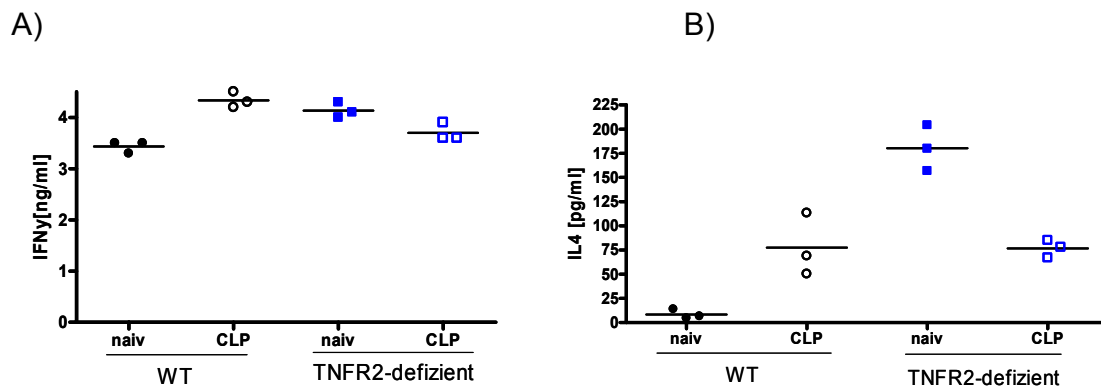 A)
B)
IFNy[ng/ml]
4
3
2
1
0
naiv CLP naiv CLP
WT TNFR2-defizient
IL4 [pg/ml]
225
200
175
150
125
100
75
50
25
0
naiv CLP naiv CLP
WT TNFR2-defizient